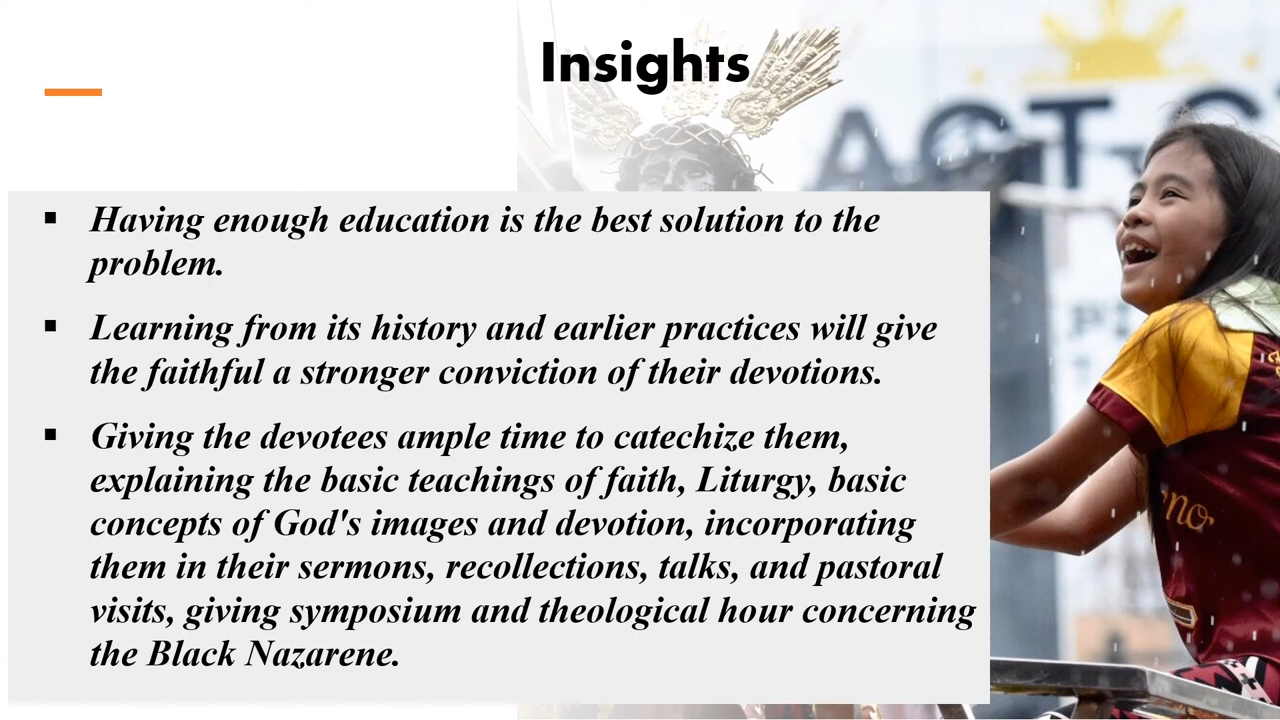 Insights
▪ Having enough education is the best solution to the
problem.
▪ Learning from its history and earlier practices will give
the faithful a stronger conviction of their devotions.
▪ Giving the devotees ample time to catechize them,
explaining the basic teachings of faith, Liturgy, basic
concepts of God's images and devotion, incorporating
them in their sermons, recollections, talks, and pastoral
visits, giving symposium and theological hour concerning
the Black Nazarene.